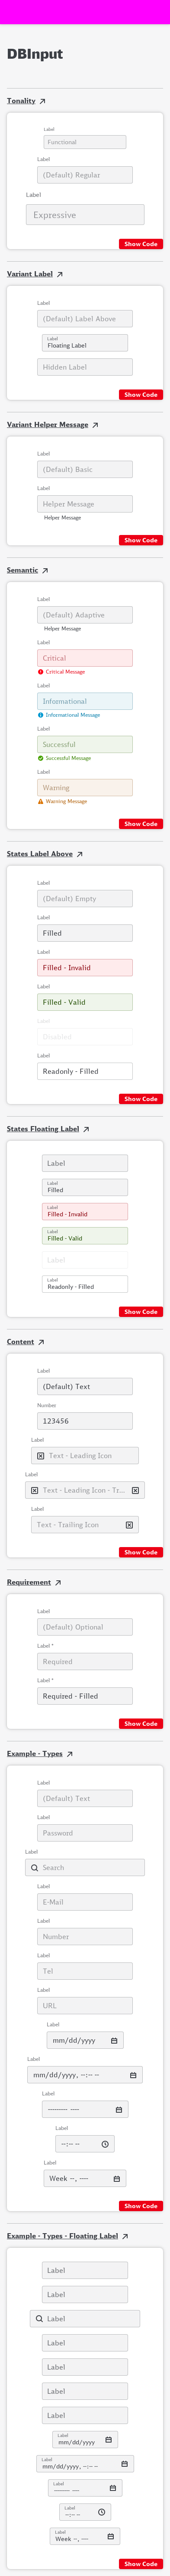 DBInput
Tonality
Label
Functional
Label
(Default) Regular
Label
Expressive
Show Code
Variant Label
Label
(Default) Label Above
Label
Floating Label
Hidden Label
Show Code
Variant Helper Message
Label
(Default) Basic
Label
Helper Message
Helper Message
Show Code
Semantic
Label
(Default) Adaptive
Helper Message
Label
Critical
Critical Message
Label
Informational
Informational Message
Label
Successful
Successful Message
Label
Warning
Warning Message
Show Code
States Label Above
Label
(Default) Empty
Label
Filled
Label
Filled - Invalid
Label
Filled - Valid
Label
Disabled
Label
Readonly - Filled
Show Code
States Floating Label
Label
Label
Filled
Label
Filled - Invalid
Label
Filled - Valid
Label
Label
Readonly - Filled
Show Code
Content
Label
(Default) Text
Number
123456
Label
Text - Leading Icon
Label
Text - Leading Icon - Tr...
Label
Text - Trailing Icon
Show Code
Requirement
Label
(Default) Optional
Label *
Required
Label *
Required - Filled
Show Code
Example - Types
Label
(Default) Text
Label
Password
Label
Search
Label
E-Mail
Label
Number
Label
Tel
Label
URL
Label
mm/dd/yyyy
Label
mm/dd/yyyy, --:-- --
Label
--------- ----
Label
--:-- --
Label
Week --, ----
Show Code
Example - Types - Floating Label
Label
Label
Label
Label
Label
Label
Label
Label
mm/dd/yyyy
Label
mm/dd/yyyy, --:-- --
Label
--------- ----
Label
--:-- --
Label
Week --, ----
Show Code